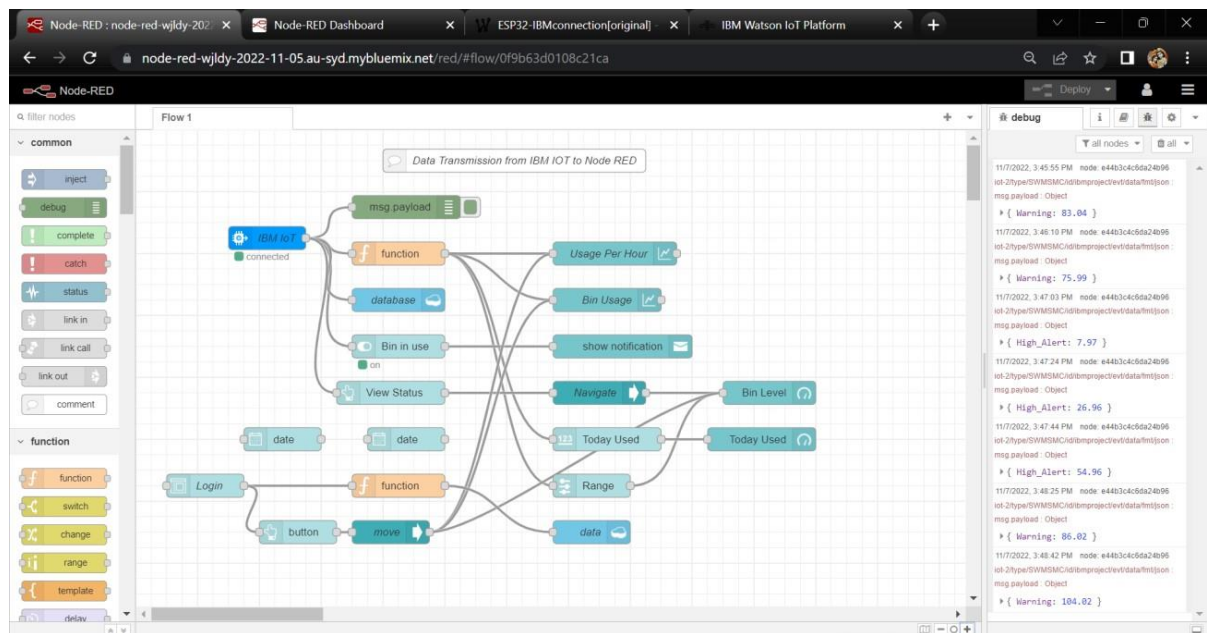 Node-RED : node-red-wjldy-202
Node-RED Dashboard
ESP32-IBMconnection[original] -
IBM Watson IoT Platform
node-red-wjldy-2022-11-05.au-syd.mybluemix.net/red/#flow/0f9b63d0108c21ca
Node-RED
Deploy
filter nodes
common
inject
debug
complete
catch
status
link in
link call
link out
comment
function
function
switch
change
range
template
delay
Flow 1
Data Transmission from IBM IOT to Node RED
msg.payload
IBM IoT
connected
function
Usage Per Hour
database
Bin Usage
Bin in use
on
show notification
View Status
Navigate
Bin Level
date
date
123 Today Used
Today Used
Login
function
Range
button
move
data
debug
i
all nodes
all
11/7/2022, 3:45:55 PM node: e44b3c4c6da24b96
iot-2/type/SWMSMC/id/ibmproject/evt/data/fmt/json :
msg.payload : Object
{ Warning: 83.04 }
11/7/2022, 3:46:10 PM node: e44b3c4c6da24b96
iot-2/type/SWMSMC/id/ibmproject/evt/data/fmt/json :
msg.payload : Object
{ Warning: 75.99 }
11/7/2022, 3:47:03 PM node: e44b3c4c6da24b96
iot-2/type/SWMSMC/id/ibmproject/evt/data/fmt/json :
msg.payload : Object
{ High_Alert: 7.97 }
11/7/2022, 3:47:24 PM node: e44b3c4c6da24b96
iot-2/type/SWMSMC/id/ibmproject/evt/data/fmt/json :
msg.payload : Object
{ High_Alert: 26.96 }
11/7/2022, 3:47:44 PM node: e44b3c4c6da24b96
iot-2/type/SWMSMC/id/ibmproject/evt/data/fmt/json :
msg.payload : Object
{ High_Alert: 54.96 }
11/7/2022, 3:48:25 PM node: e44b3c4c6da24b96
iot-2/type/SWMSMC/id/ibmproject/evt/data/fmt/json :
msg.payload : Object
{ Warning: 86.02 }
11/7/2022, 3:48:42 PM node: e44b3c4c6da24b96
iot-2/type/SWMSMC/id/ibmproject/evt/data/fmt/json :
msg.payload : Object
{ Warning: 104.02 }